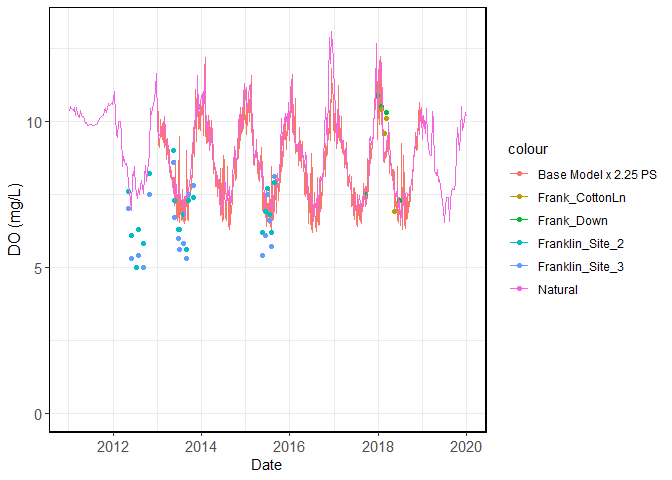 10
5
0
DO (mg/L)
2012 2014 2016 2018 2020
Date
colour
Base Model x 2.25 PS
Frank_CottonLn
Frank_Down
Franklin_Site_2
Franklin_Site_3
Natural